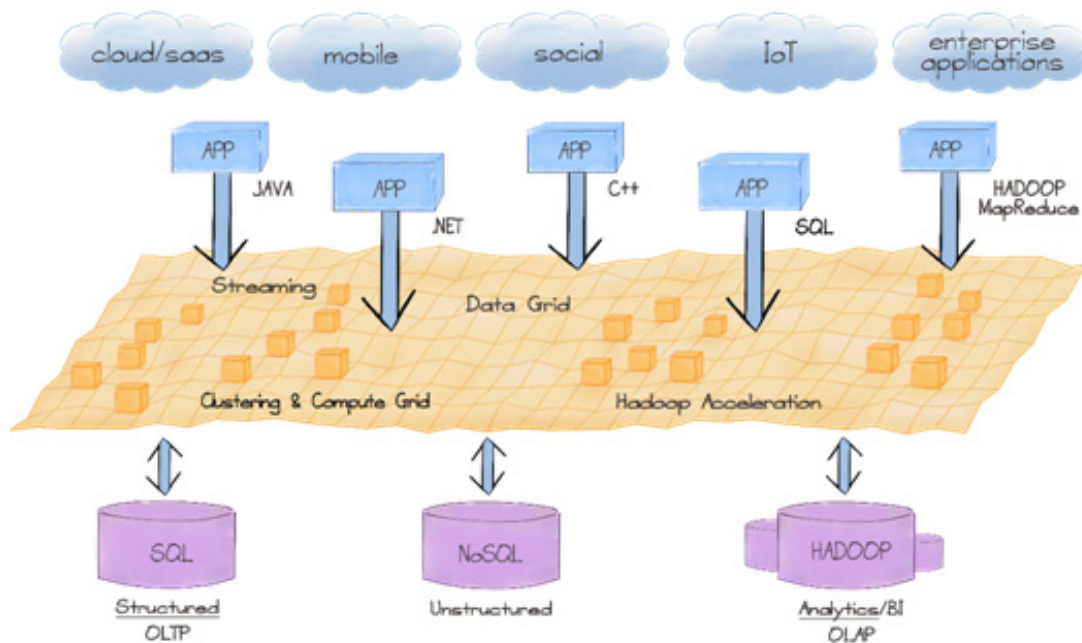 cloud/saas
mobile
social
IoT
enterprise
applications
APP
JAVA
APP
.NET
APP
C++
APP
SQL
APP
HADOOP
MapReduce
Streaming
Data Grid
Clustering & Compute Grid
Hadoop Acceleration
SQL
NoSQL
HADOOP
Structured
OLTP
Unstructured
Analytics/BI
OLAP